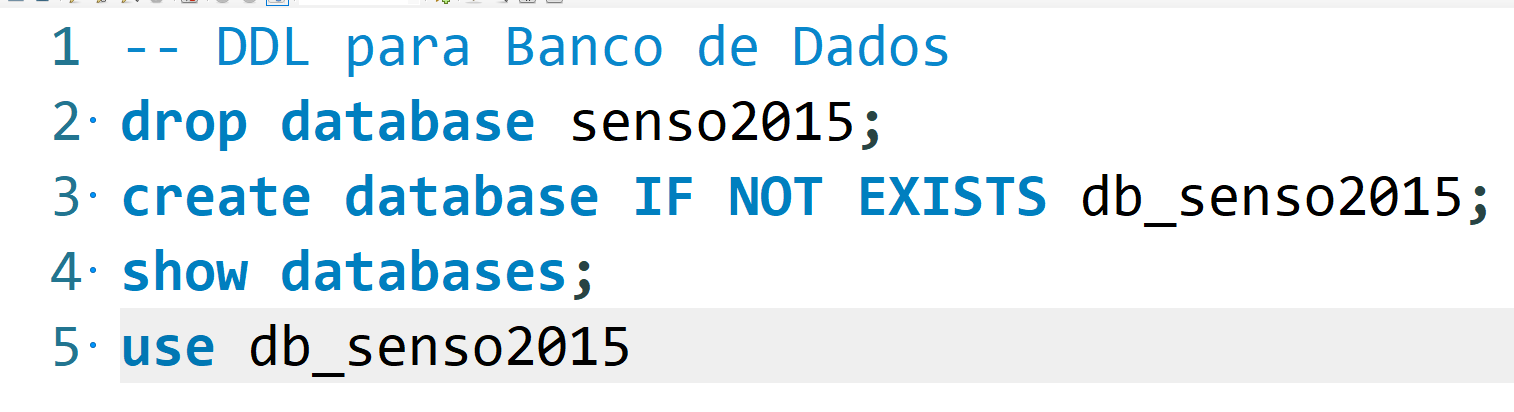 1 -- DDL para Banco de Dados
2 drop database senso2015;
3 create database IF NOT EXISTS db_senso2015;
4 show databases;
5 use db_senso2015